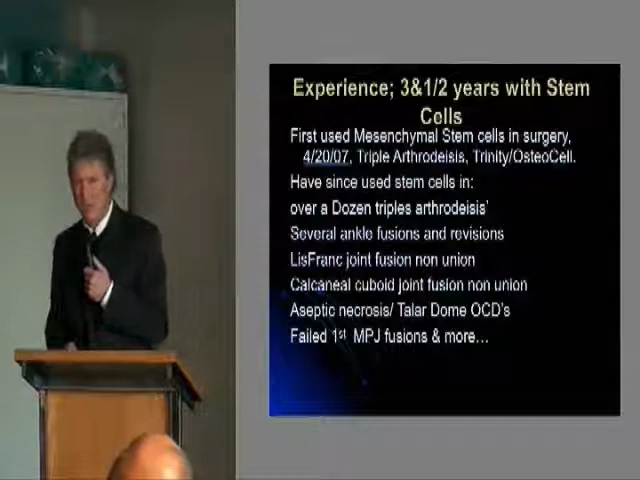 Experience; 3&1/2 years with Stem
Cells
First used Mesenchymal Stem cells in surgery,
4/20/07, Triple Arthrodeisis, Trinity/OsteoCel.
Have since used stem cells in:
over a Dozen triples arthrodeisis'
Several ankle fusions and revisions
LisFranc joint fusion non union
Calcaneal cuboid joint fusion non union
Aseptic necrosis/ Talar Dome OCD's
Failed 1st MPJ fusions & more...